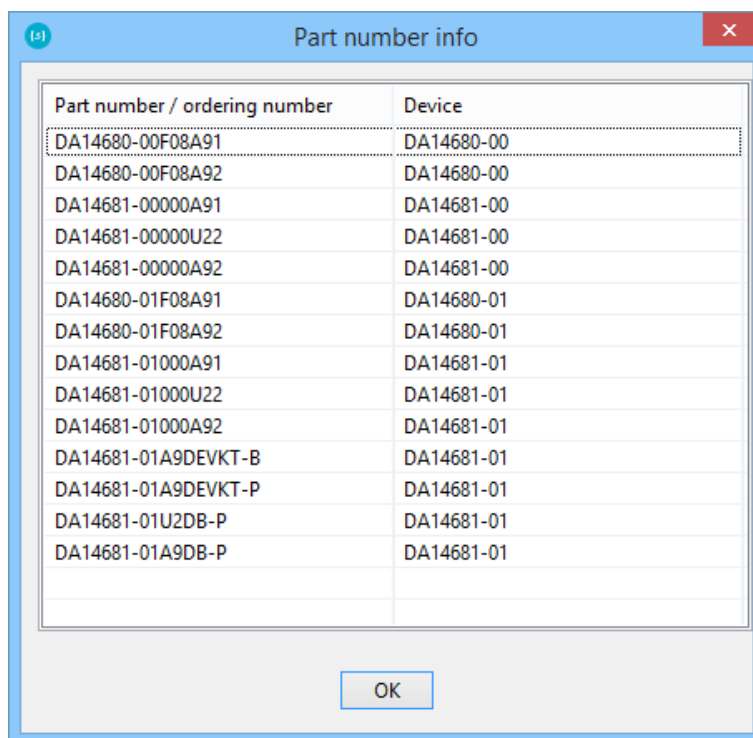 {s}
Part number info
Part number / ordering number Device
DA14680-00F08A91 DA14680-00
DA14680-00F08A92 DA14680-00
DA14681-00000A91 DA14681-00
DA14681-00000U22 DA14681-00
DA14681-00000A92 DA14681-00
DA14680-01F08A91 DA14680-01
DA14680-01F08A92 DA14680-01
DA14681-01000A91 DA14681-01
DA14681-01000U22 DA14681-01
DA14681-01000A92 DA14681-01
DA14681-01A9DEVKT-B DA14681-01
DA14681-01A9DEVKT-P DA14681-01
DA14681-01U2DB-P DA14681-01
DA14681-01A9DB-P DA14681-01
OK